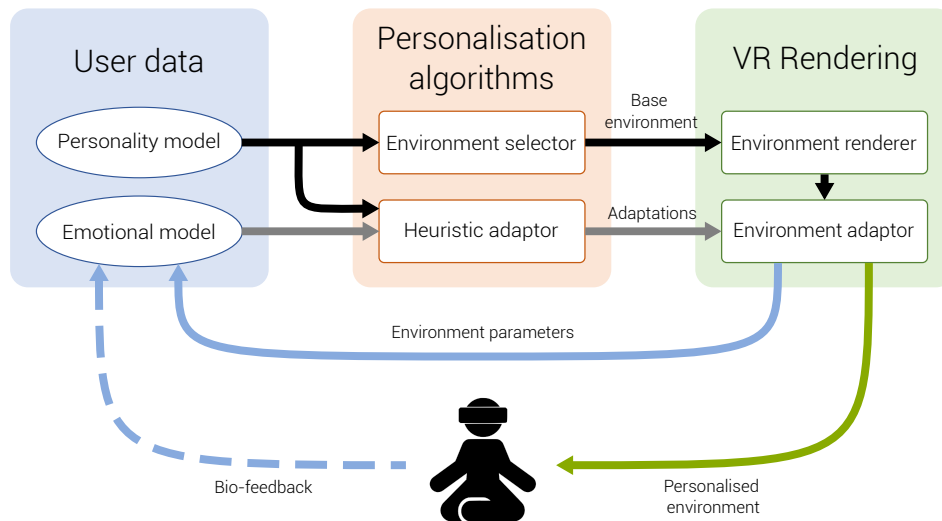 User data
Personalisation
algorithms
VR Rendering
Personality model
Environment selector
Base
environment
Environment renderer
Emotional model
Heuristic adaptor
Adaptations
Environment adaptor
Environment parameters
Bio-feedback
Personalised
environment